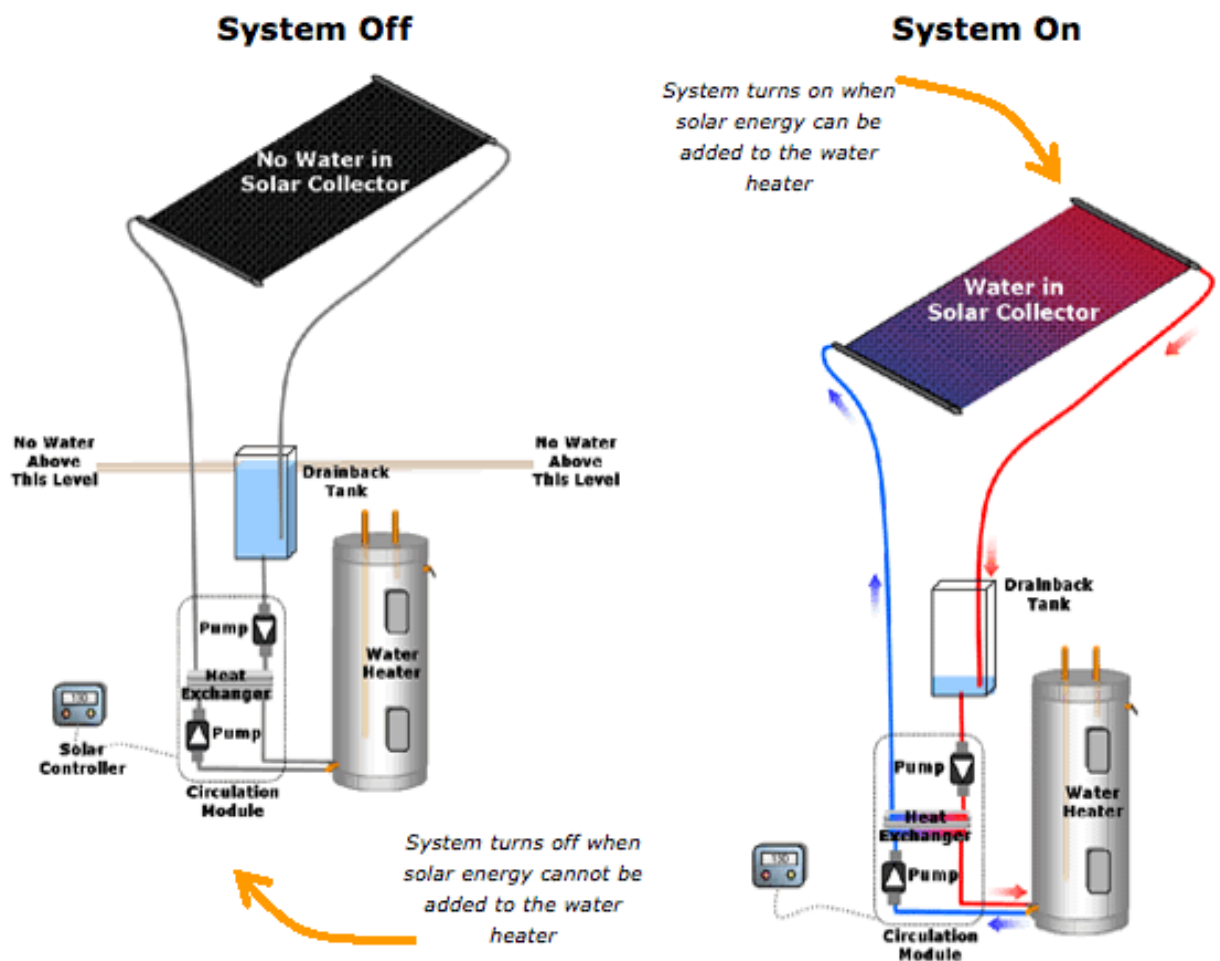 System Off
No Water in
Solar Collector
No Water
Above
This Level
No Water
Above
This Level
Drainback
Tank
Pump
Water
Heater
Heat
Exchanger
Pump
130
Solar
Controller
Circulation
Module
System turns off when
solar energy cannot be
added to the water
heater
System On
System turns on when
solar energy can be
added to the water
heater
Water in
Solar Collector
Drainback
Tank
Pump
Water
Heater
Heat
Exchanger
Pump
130
Circulation
Module